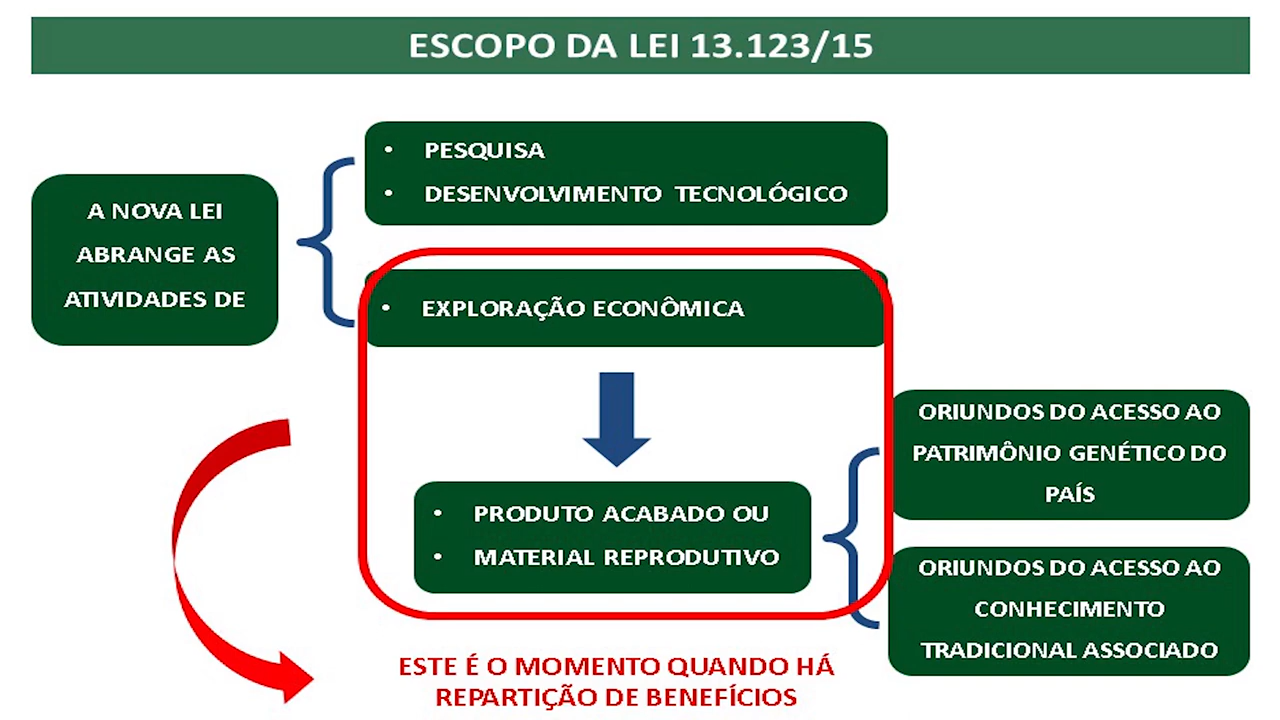 ESCOPO DA LEI 13.123/15
A NOVA LEI
ABRANGE AS
ATIVIDADES DE
• PESQUISA
• DESENVOLVIMENTO TECNOLÓGICO
• EXPLORAÇÃO ECONÔMICA
• PRODUTO ACABADO OU
• MATERIAL REPRODUTIVO
ORIUNDOS DO ACESSO AO
PATRIMÔNIO GENÉTICO DO
PAÍS
ORIUNDOS DO ACESSO AO
CONHECIMENTO
TRADICIONAL ASSOCIADO
ESTE É O MOMENTO QUANDO HÁ
REPARTIÇÃO DE BENEFÍCIOS